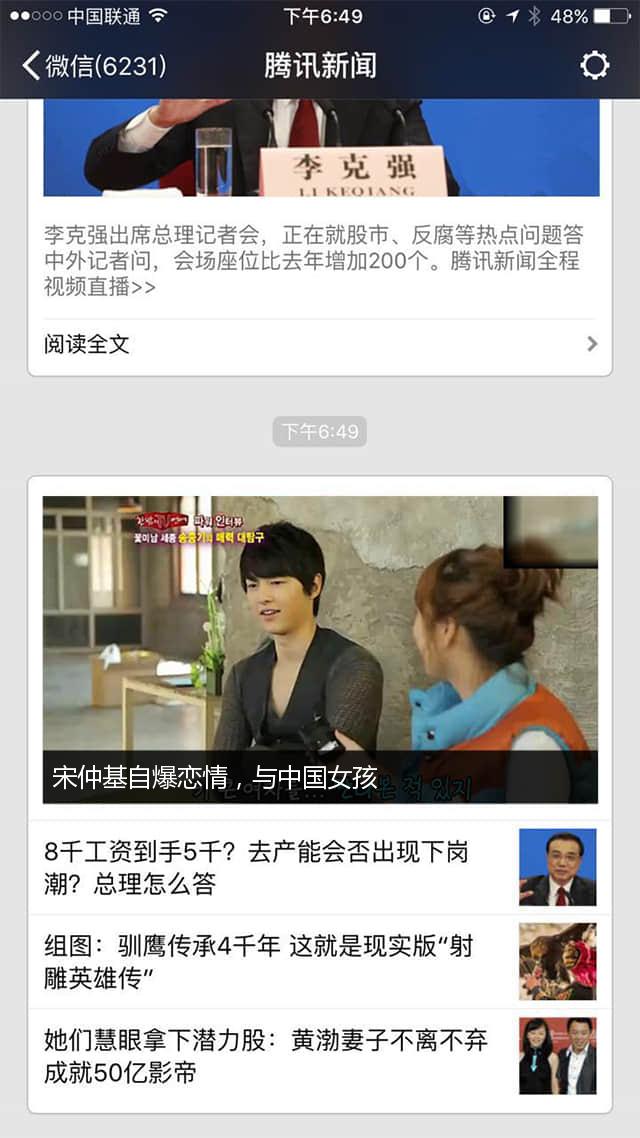 中国联通
下午6:49
48%
微信(6231)
腾讯新闻
李克强
LI KEQIANG
李克强出席总理记者会，正在就股市、反腐等热点问题答
中外记者问，会场座位比去年增加200个。腾讯新闻全程
视频直播>>
阅读全文
下午6:49
파워 인터뷰
꽃미남 세종 송중기의 매력 대탐구
宋仲基自爆恋情，与中国女孩
8千工资到手5千？去产能会否出现下岗
潮？总理怎么答
组图：驯鹰传承4千年 这就是现实版“射
雕英雄传”
她们慧眼拿下潜力股：黄渤妻子不离不弃
成就50亿影帝